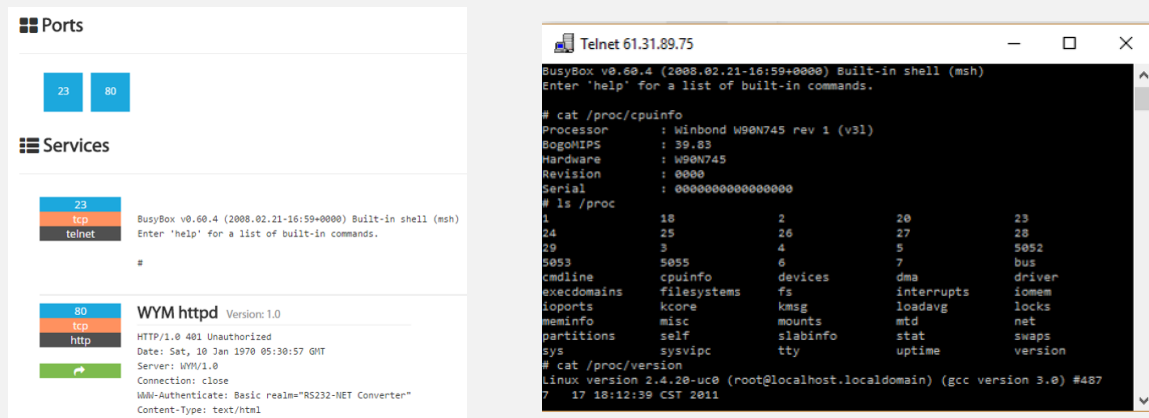 Ports
23 80
Services
23
tcp
telnet
BusyBox v0.60.4 (2008.02.21-16:59+0000) Built-in shell (msh)
Enter 'help' for a list of built-in commands.
#
80
tcp
http
WYM httpd Version: 1.0
HTTP/1.0 401 Unauthorized
Date: Sat, 10 Jan 1970 05:30:57 GMT
Server: WYM/1.0
Connection: close
WWW-Authenticate: Basic realm="RS232-NET Converter"
Content-Type: text/html
Telnet 61.31.89.75
BusyBox v0.60.4 (2008.02.21-16:59+0000) Built-in shell (msh)
Enter 'help' for a list of built-in commands.
# cat /proc/cpuinfo
Processor : Winbond W90N745 rev 1 (v3l)
BogoMIPS : 39.83
Hardware : W90N745
Revision : 0000
Serial : 0000000000000000
# ls /proc
1 18 2 20 23
24 25 26 27 28
29 3 4 5 5052
5053 5055 6 7 bus
cmdline cpuinfo devices dma driver
execdomains filesystems fs interrupts iomem
ioports kcore kmsg loadavg locks
meminfo misc mounts mtd net
partitions self slabinfo stat swaps
sys sysvipc tty uptime version
# cat /proc/version
Linux version 2.4.20-uc0 (root@localhost.localdomain) (gcc version 3.0) #487
7 17 18:12:39 CST 2011